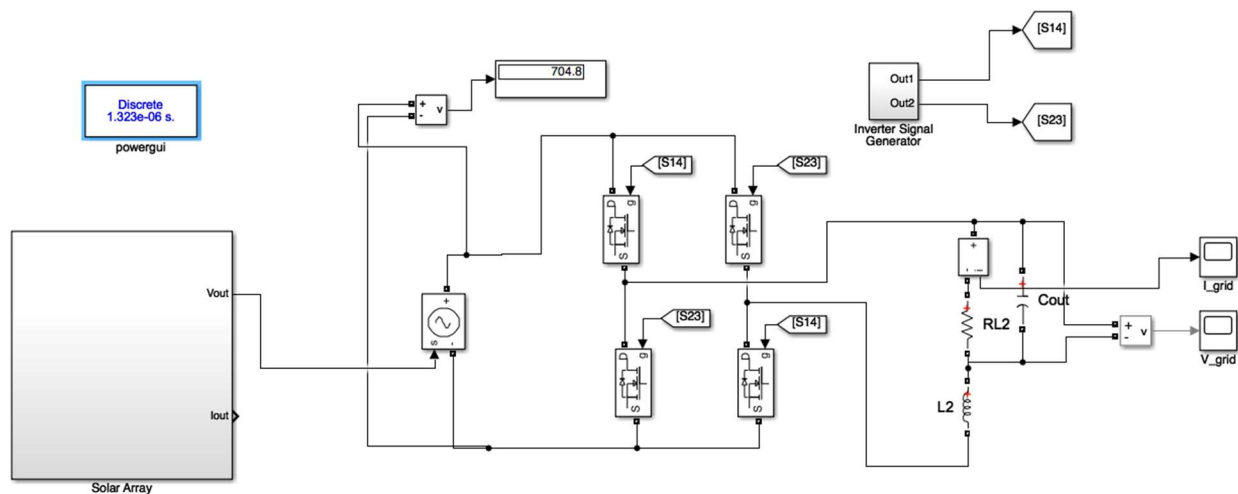 704.8
Discrete
1.323e-06 s.
powergui
+
-
v
Out1
Out2
Inverter Signal
Generator
[S14]
[S23]
[S14]
[S23]
D
g
S
D
g
S
Vout
Iout
Solar Array
+
s
-
[S23]
[S14]
D
g
S
D
g
S
+
-
i
RL2
Cout
L2
+
-
v
I_grid
V_grid